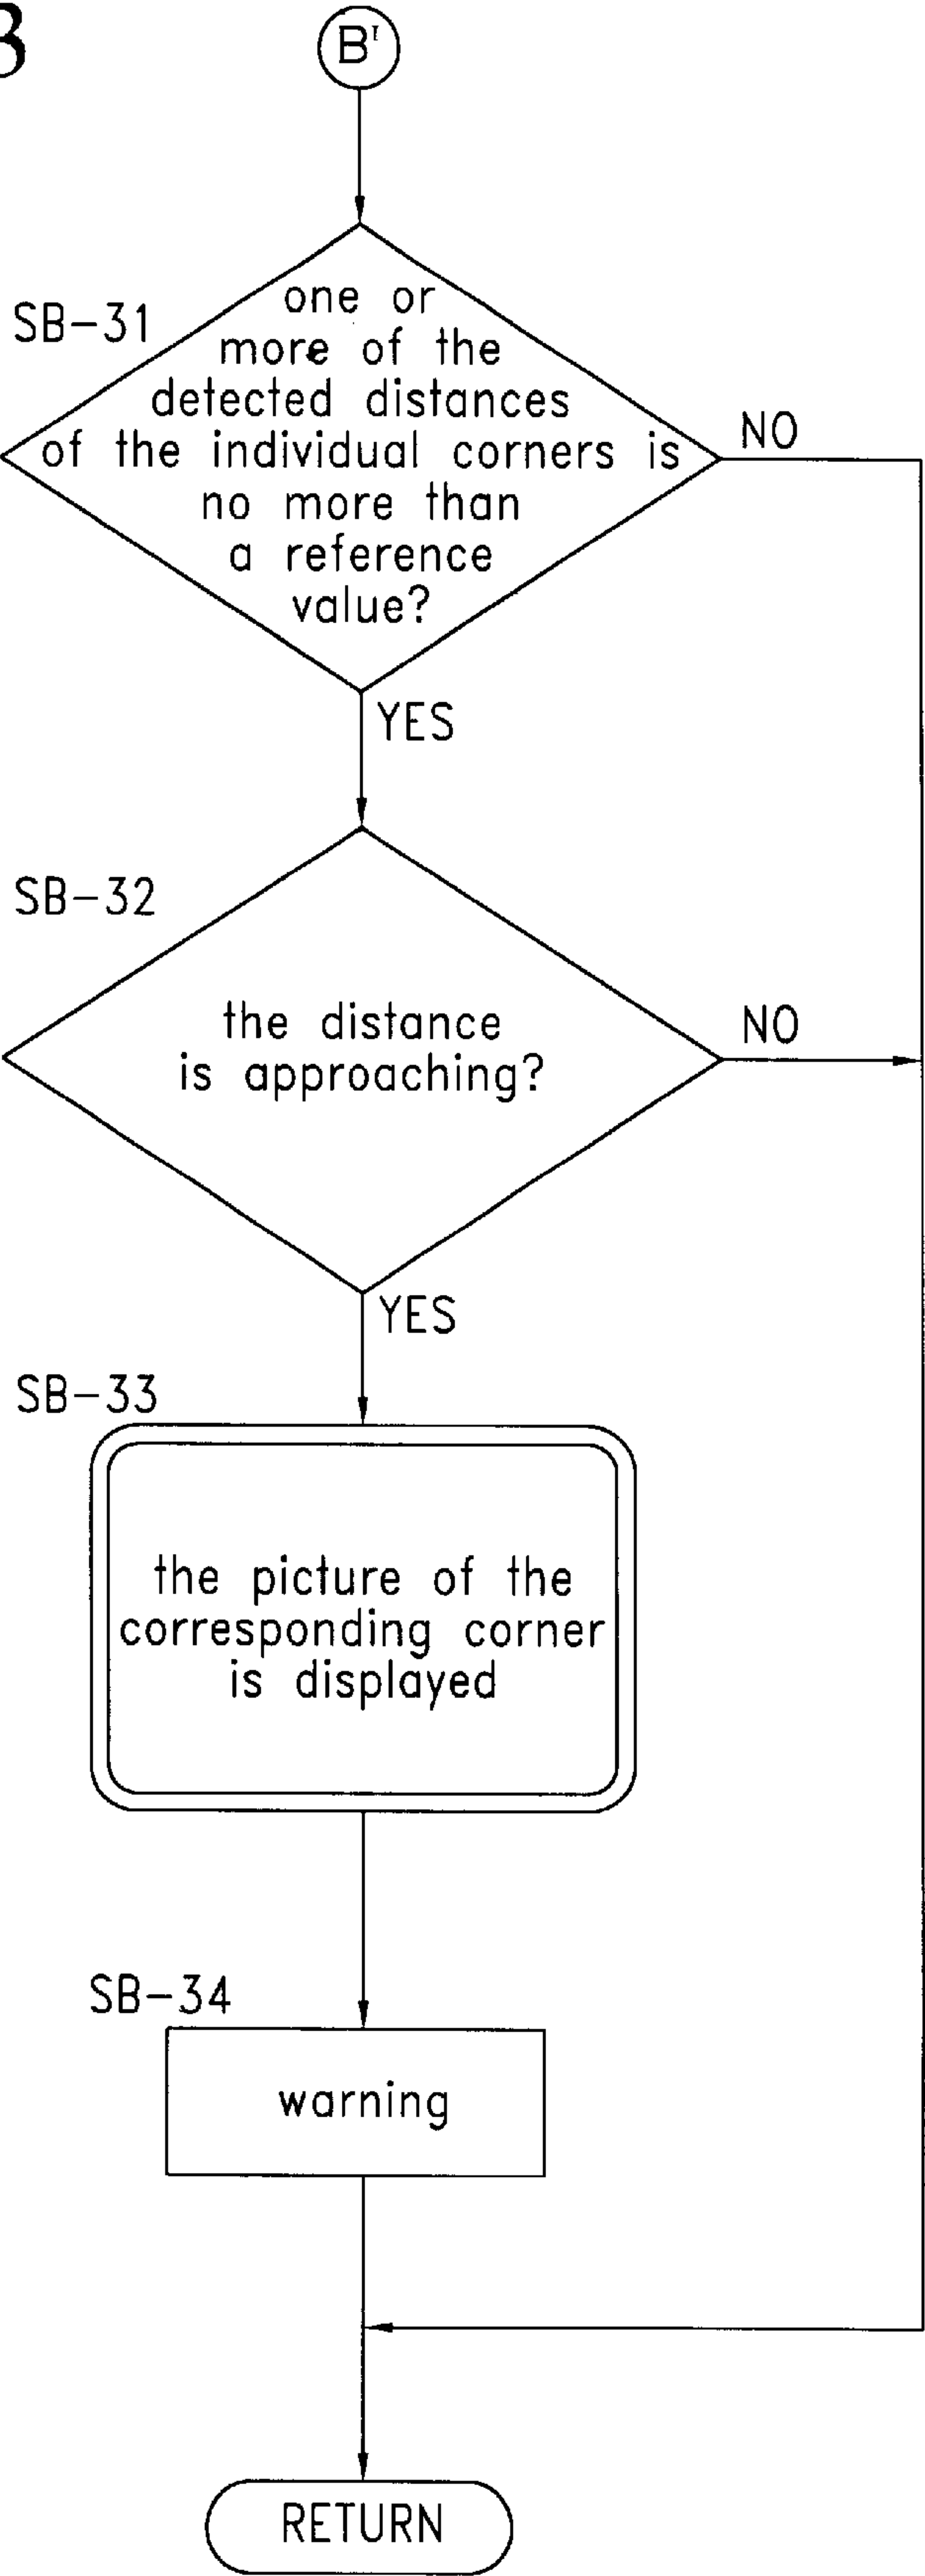 B'
SB-31
one or
more of the
detected distances
of the individual corners is
no more than
a reference
value?
NO
YES
SB-32
the distance
is approaching?
NO
YES
SB-33
the picture of the
corresponding corner
is displayed
SB-34
warning
RETURN